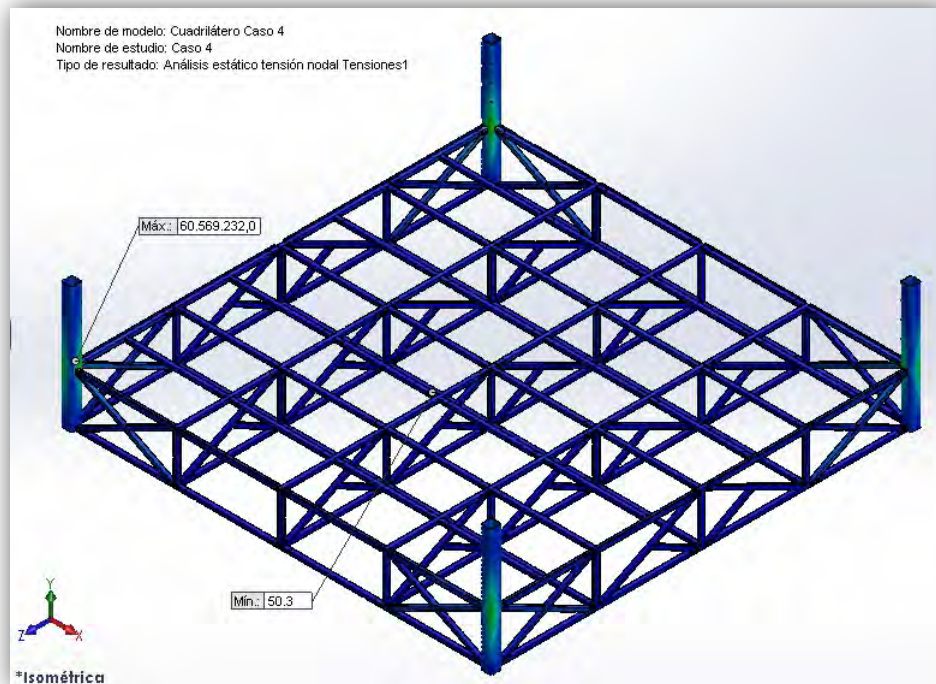 Nombre de modelo: Cuadrilátero Caso 4
Nombre de estudio: Caso 4
Tipo de resultado: Análisis estático tensión nodal Tensiones1
Máx.: 60.569.232,0
Mín.: 50.3
Y
Z
X
*Isométrica